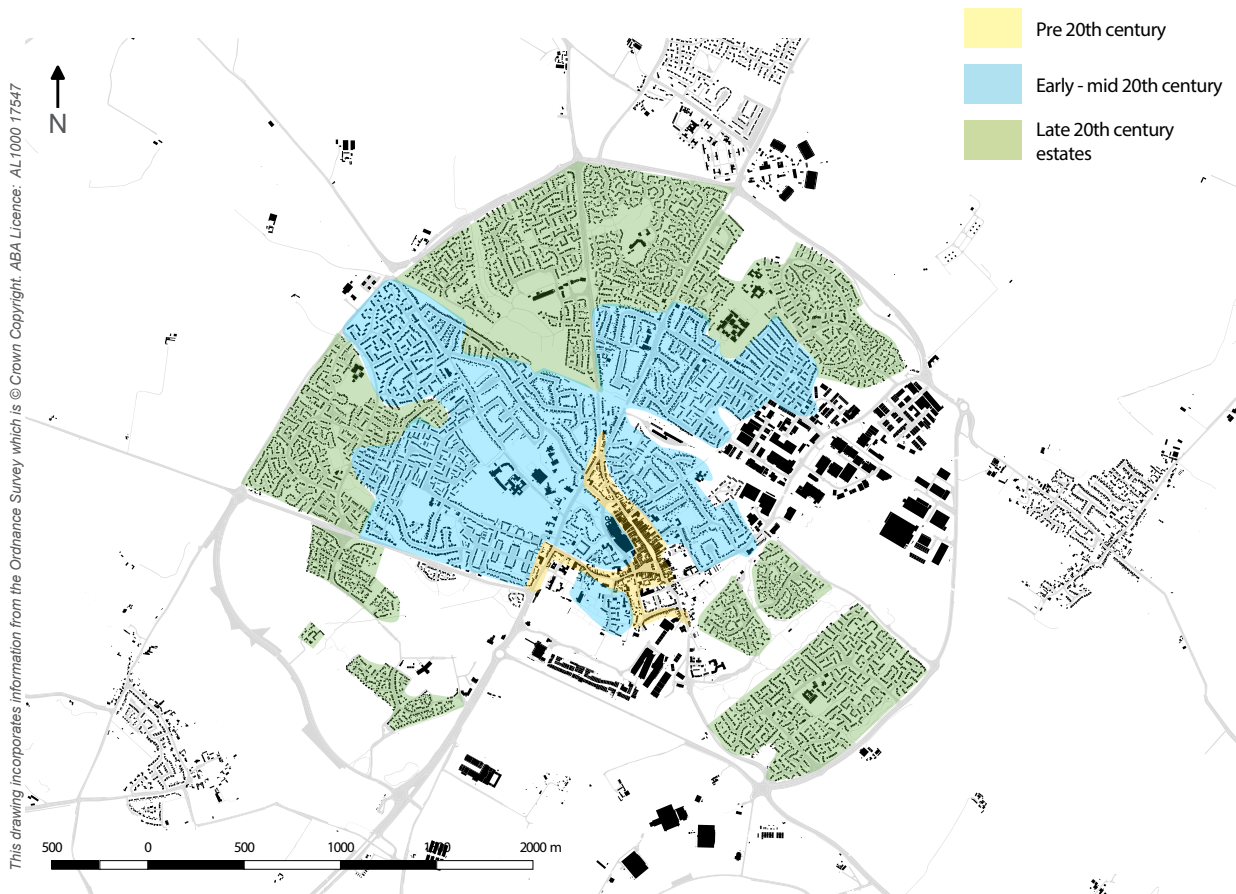 Pre 20th century
Early - mid 20th century
Late 20th century
estates
N
This drawing incorporates information from the Ordnance Survey which is © Crown Copyright. ABA Licence: AL1000 17547
500 0 500 1000 2000 m